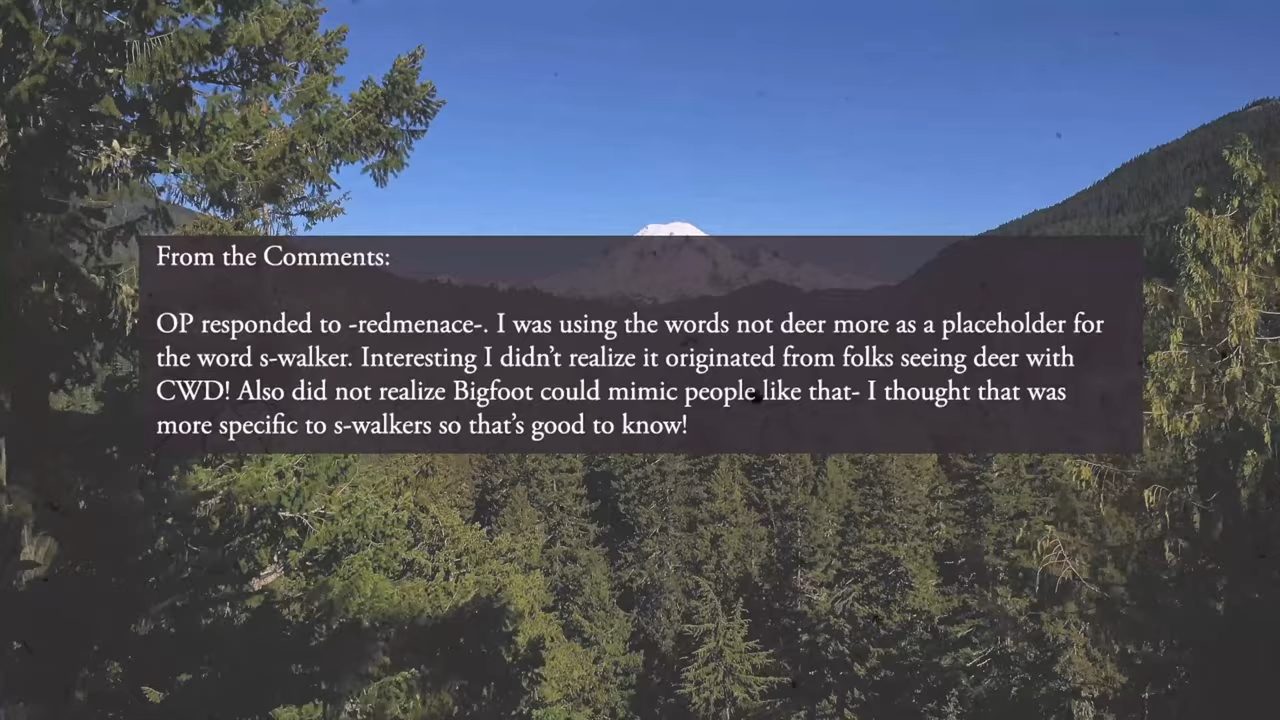 From the Comments:
OP responded to -redmenace-. I was using the words not deer more as a placeholder for
the word s-walker. Interesting I didn’t realize it originated from folks seeing deer with
CWD! Also did not realize Bigfoot could mimic people like that- I thought that was
more specific to s-walkers so that’s good to know!